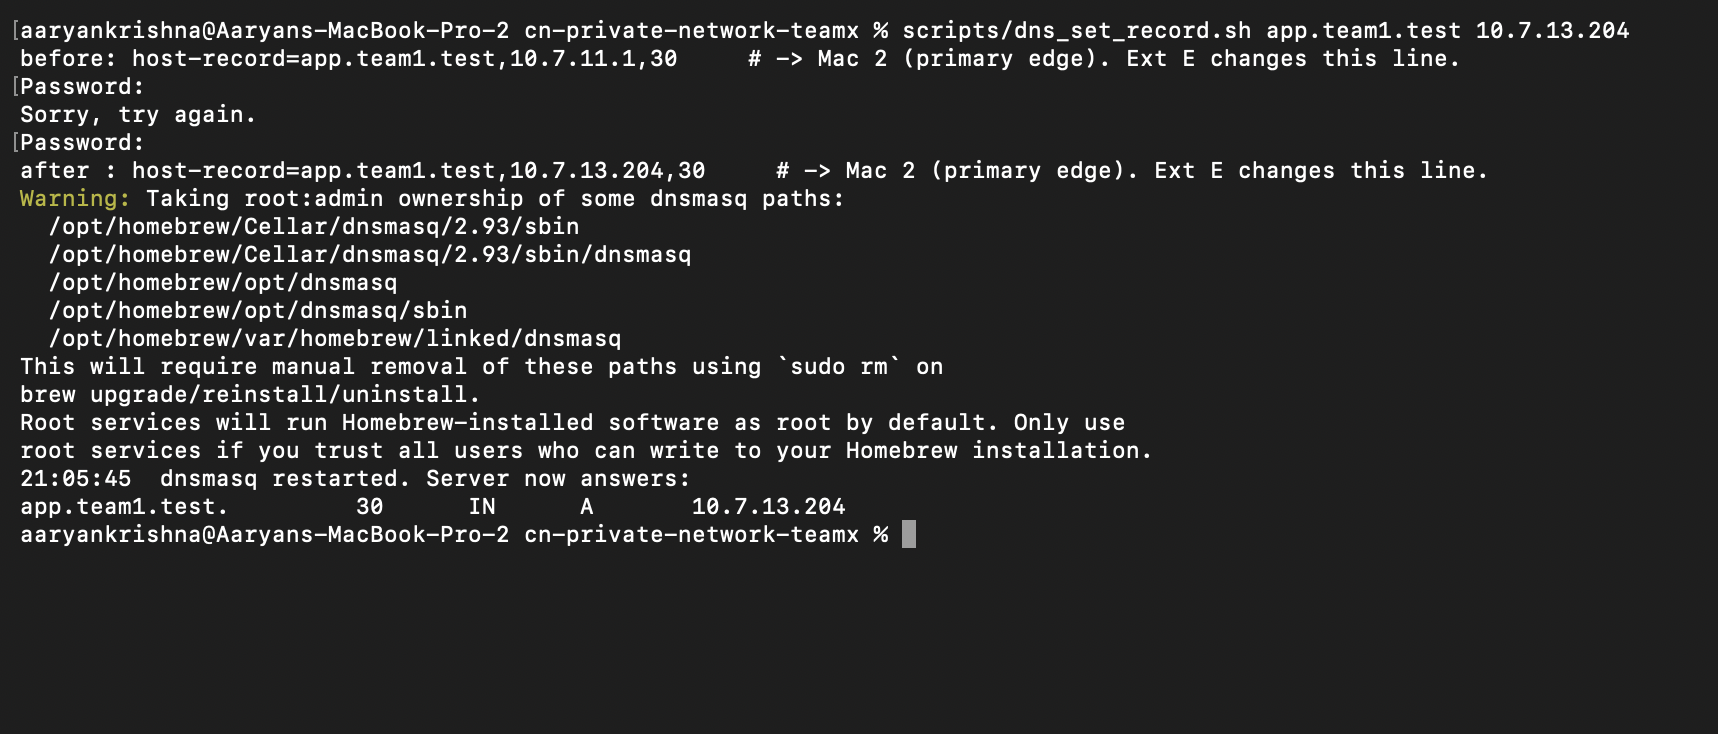 [aaryankrishna@Aaryans-MacBook-Pro-2 cn-private-network-teamx % scripts/dns_set_record.sh app.team1.test 10.7.13.204
before: host-record=app.team1.test,10.7.11.1,30     # -> Mac 2 (primary edge). Ext E changes this line.
[Password:
Sorry, try again.
[Password:
after : host-record=app.team1.test,10.7.13.204,30     # -> Mac 2 (primary edge). Ext E changes this line.
Warning: Taking root:admin ownership of some dnsmasq paths:
  /opt/homebrew/Cellar/dnsmasq/2.93/sbin
  /opt/homebrew/Cellar/dnsmasq/2.93/sbin/dnsmasq
  /opt/homebrew/opt/dnsmasq
  /opt/homebrew/opt/dnsmasq/sbin
  /opt/homebrew/var/homebrew/linked/dnsmasq
This will require manual removal of these paths using `sudo rm` on
brew upgrade/reinstall/uninstall.
Root services will run Homebrew-installed software as root by default. Only use
root services if you trust all users who can write to your Homebrew installation.
21:05:45  dnsmasq restarted. Server now answers:
app.team1.test.         30      IN      A       10.7.13.204
aaryankrishna@Aaryans-MacBook-Pro-2 cn-private-network-teamx %